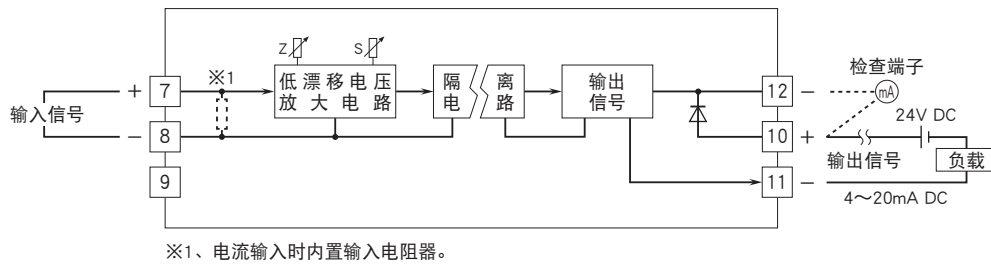 Z
S
※1
低漂移电压
放大电路
隔离
电路
输出
信号
检查端子
mA
+ 7
输入信号
- 8
9
12 -
10 +
24V DC
输出信号
负载
11 -
4～20mA DC
※1、电流输入时内置输入电阻器。